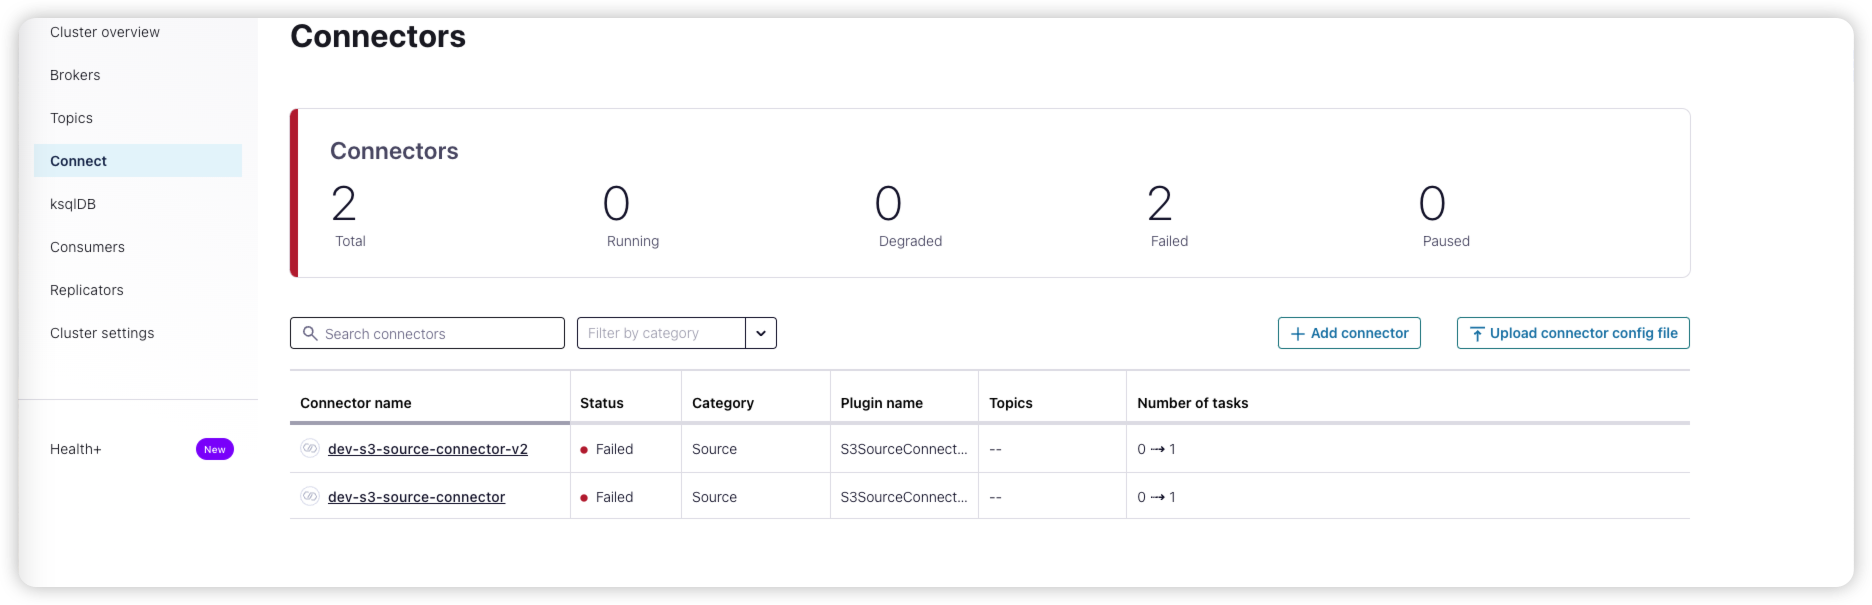 Cluster overview
Brokers
Topics
Connect
ksqlDB
Consumers
Replicators
Cluster settings
Health+ New
Connectors
Connectors
2 0 0 2 0
Total Running Degraded Failed Paused
Search connectors Filter by category Add connector Upload connector config file
Connector name Status Category Plugin name Topics Number of tasks
dev-s3-source-connector-v2 Failed Source S3SourceConnect... -- 0 ⇢ 1
dev-s3-source-connector Failed Source S3SourceConnect... -- 0 ⇢ 1